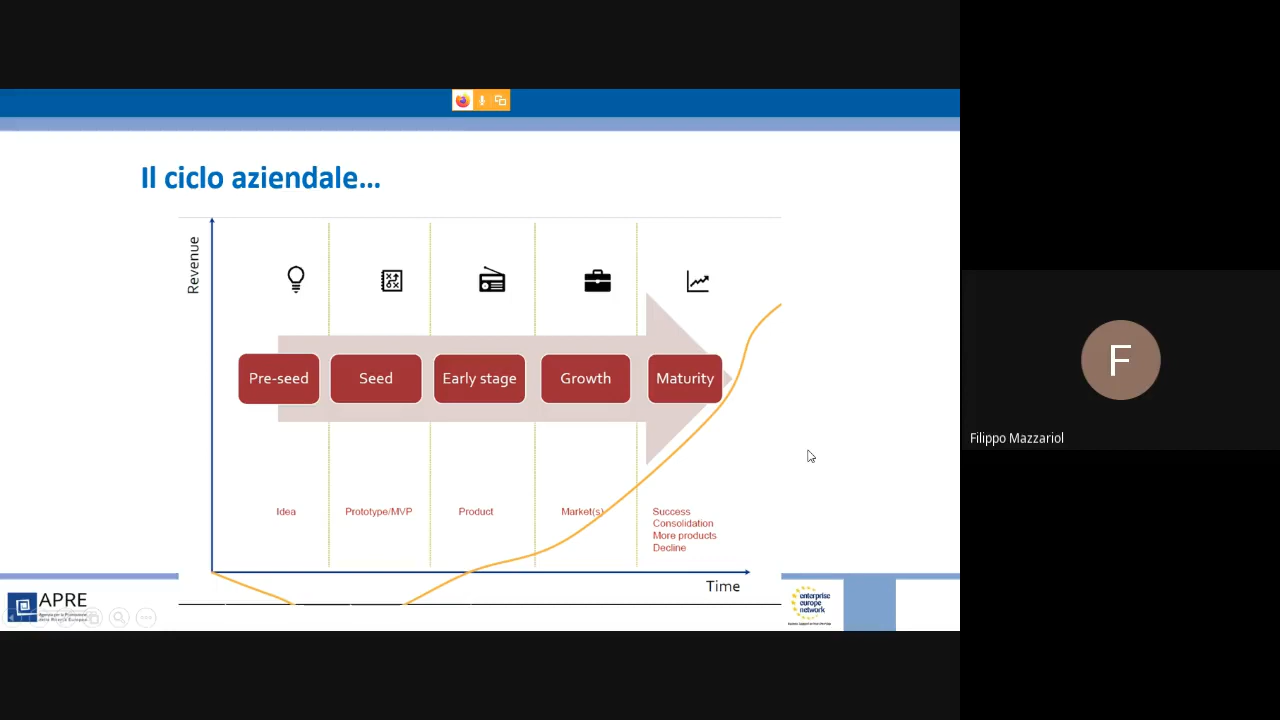 Il ciclo aziendale...
Revenue
Pre-seed
Seed
Early stage
Growth
Maturity
Idea
Prototype/MVP
Product
Market(s)
Success
Consolidation
More products
Decline
Time
APRE
enterprise
europe
network
F
Filippo Mazzariol